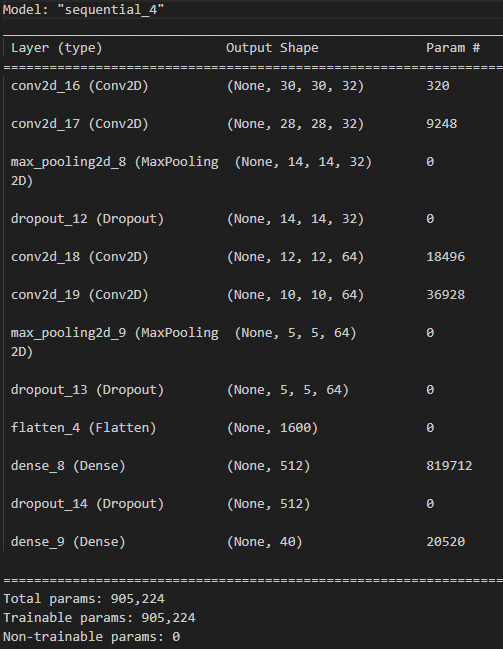 Model: "sequential_4"
Layer (type) Output Shape Param #
conv2d_16 (Conv2D) (None, 30, 30, 32) 320
conv2d_17 (Conv2D) (None, 28, 28, 32) 9248
max_pooling2d_8 (MaxPooling (None, 14, 14, 32) 0
2D)
dropout_12 (Dropout) (None, 14, 14, 32) 0
conv2d_18 (Conv2D) (None, 12, 12, 64) 18496
conv2d_19 (Conv2D) (None, 10, 10, 64) 36928
max_pooling2d_9 (MaxPooling (None, 5, 5, 64) 0
2D)
dropout_13 (Dropout) (None, 5, 5, 64) 0
flatten_4 (Flatten) (None, 1600) 0
dense_8 (Dense) (None, 512) 819712
dropout_14 (Dropout) (None, 512) 0
dense_9 (Dense) (None, 40) 20520
Total params: 905,224
Trainable params: 905,224
Non-trainable params: 0